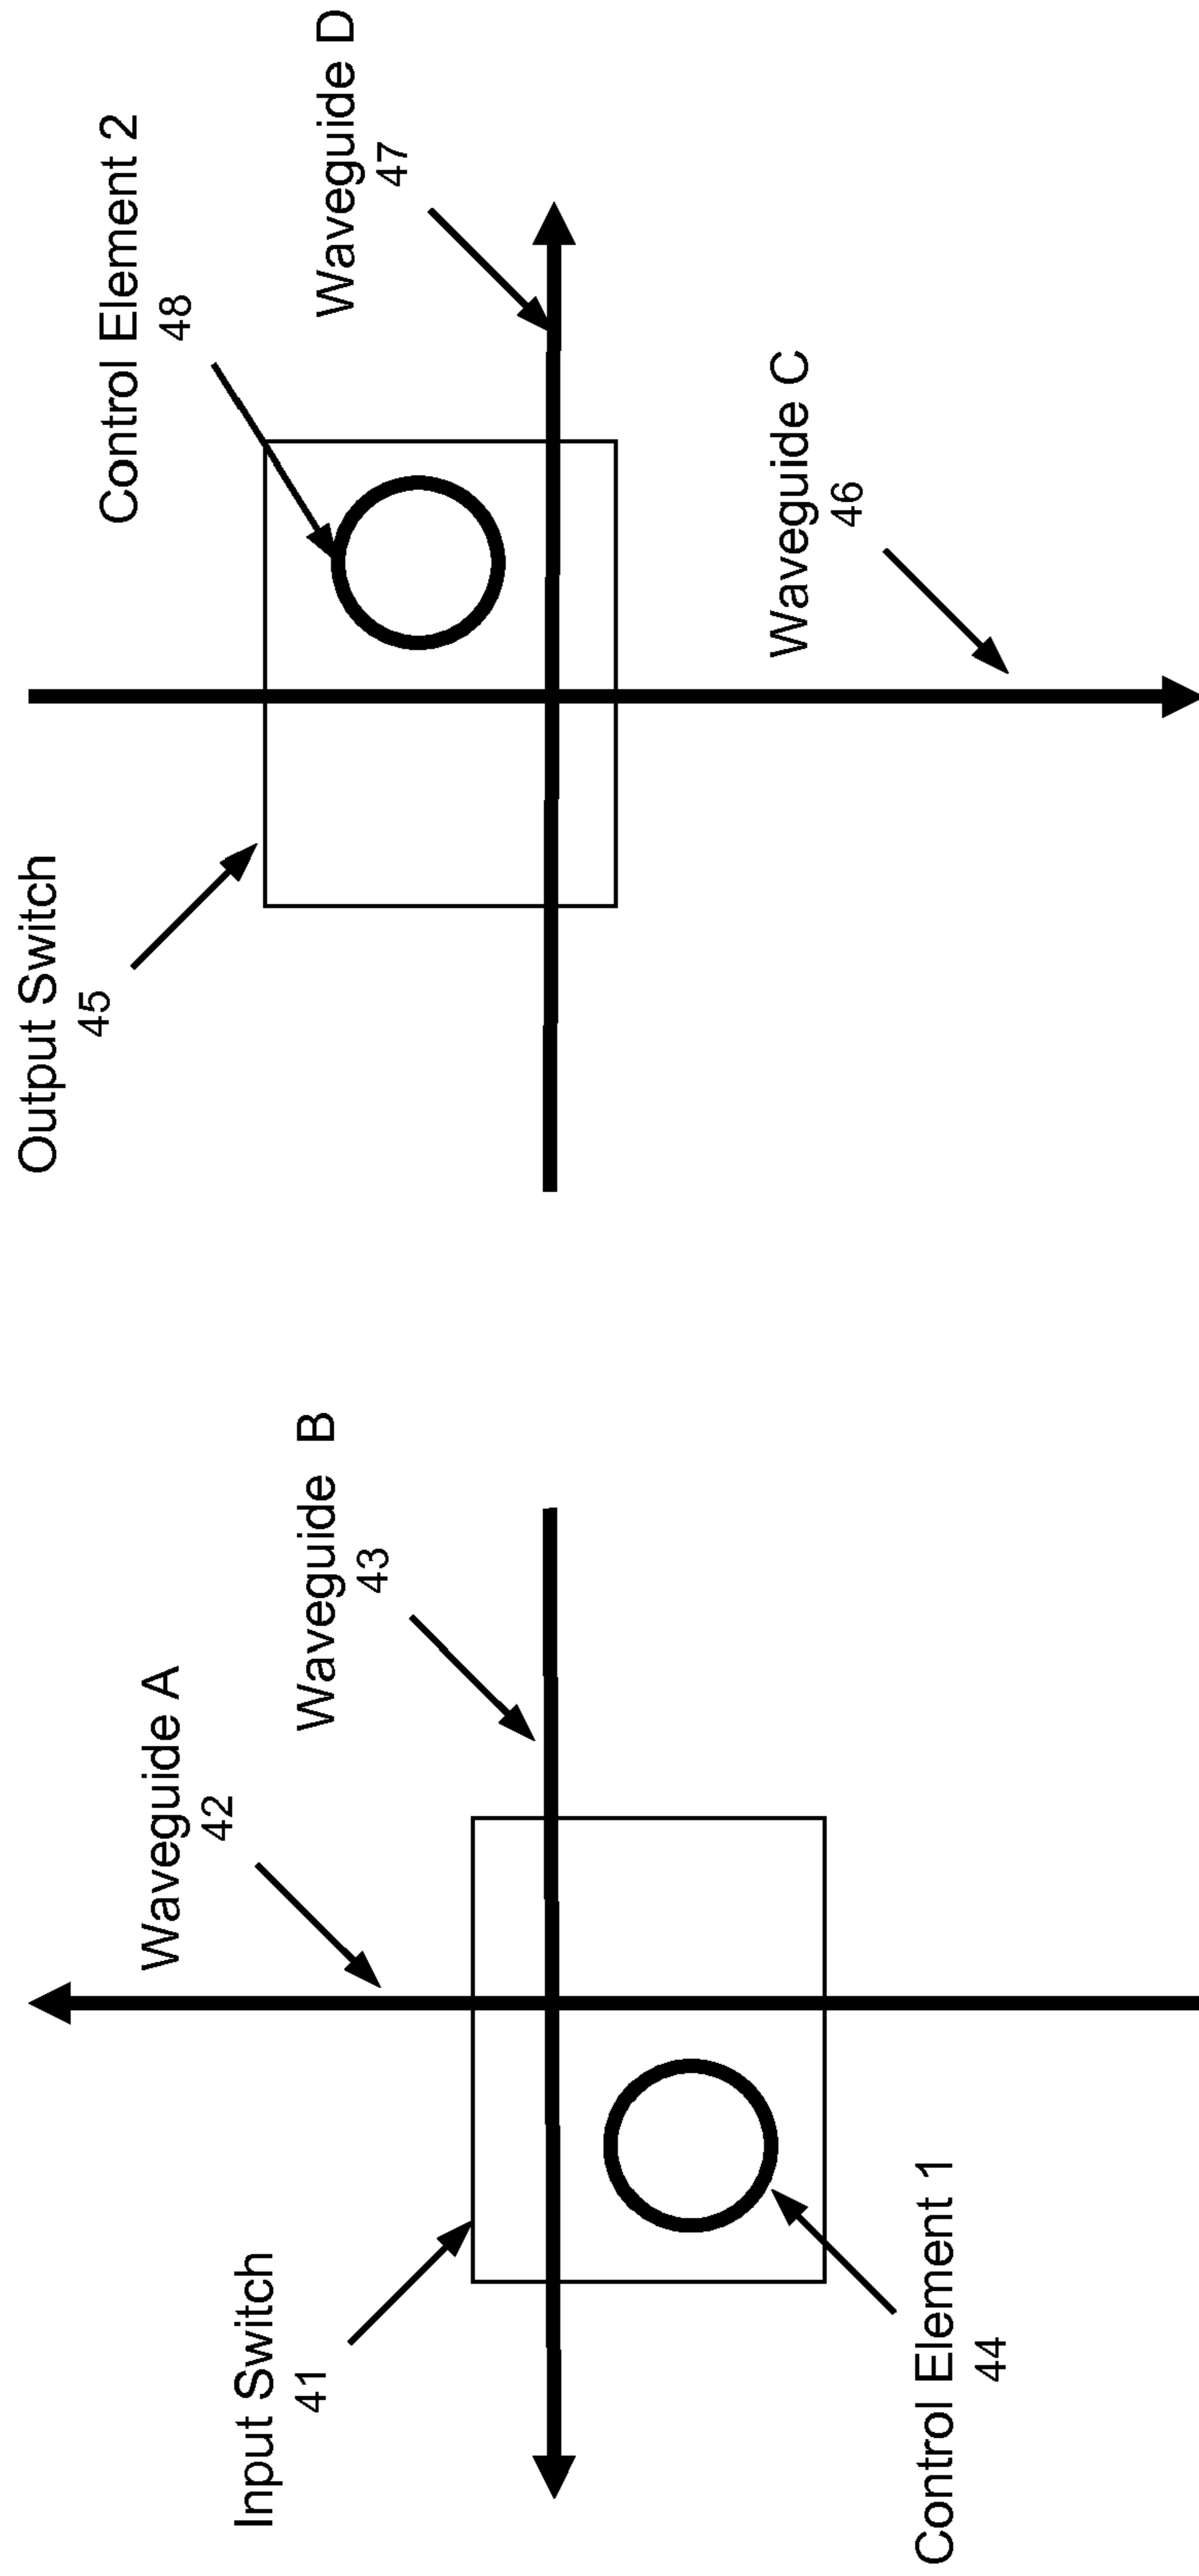 Input Switch
41
Waveguide A
42
Waveguide B
43
Control Element 1
44
Output Switch
45
Control Element 2
48
Waveguide D
47
Waveguide C
46